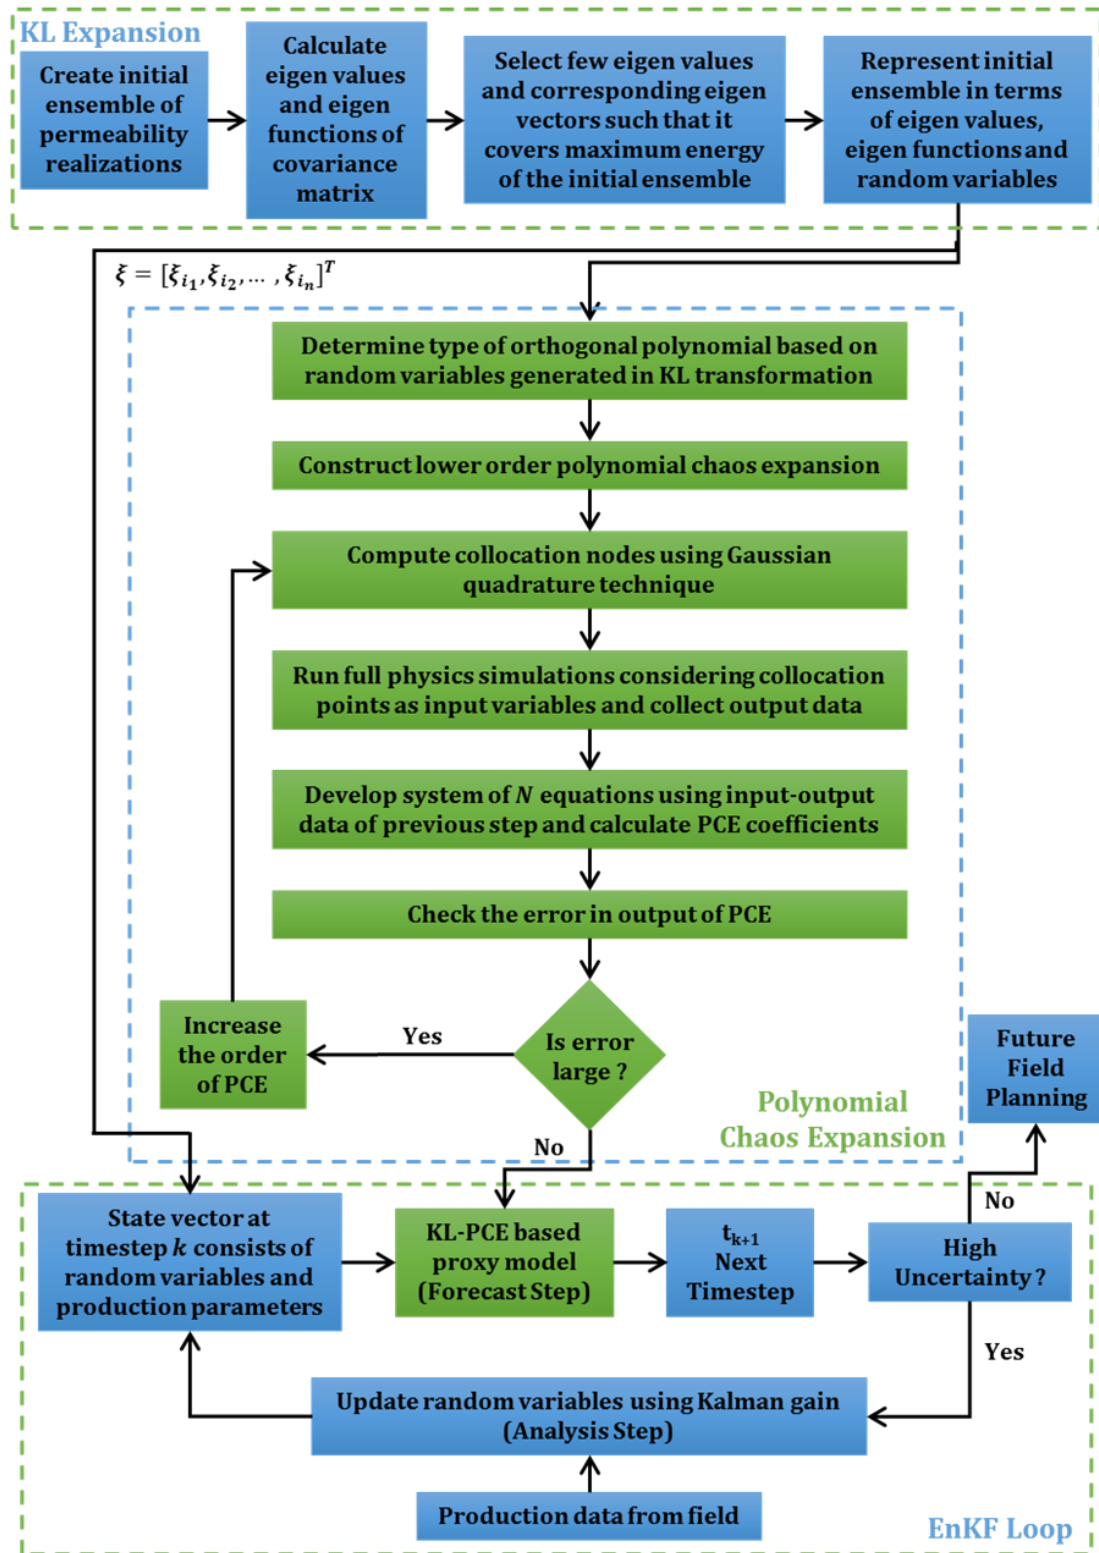 KL Expansion
Create initial
ensemble of
permeability
realizations
Calculate
eigen values
and eigen
functions of
covariance
matrix
Select few eigen values
and corresponding eigen
vectors such that it
covers maximum energy
of the initial ensemble
Represent initial
ensemble in terms
of eigen values,
eigen functions and
random variables
ξ = [ξ_{i_1}, ξ_{i_2}, … , ξ_{i_n}]^T
Determine type of orthogonal polynomial based on
random variables generated in KL transformation
Construct lower order polynomial chaos expansion
Compute collocation nodes using Gaussian
quadrature technique
Run full physics simulations considering collocation
points as input variables and collect output data
Develop system of N equations using input-output
data of previous step and calculate PCE coefficients
Check the error in output of PCE
Is error
large ?
Yes
Increase
the order
of PCE
No
Polynomial
Chaos Expansion
Future
Field
Planning
State vector at
timestep k consists of
random variables and
production parameters
KL-PCE based
proxy model
(Forecast Step)
t_{k+1}
Next
Timestep
High
Uncertainty ?
No
Yes
Update random variables using Kalman gain
(Analysis Step)
Production data from field
EnKF Loop